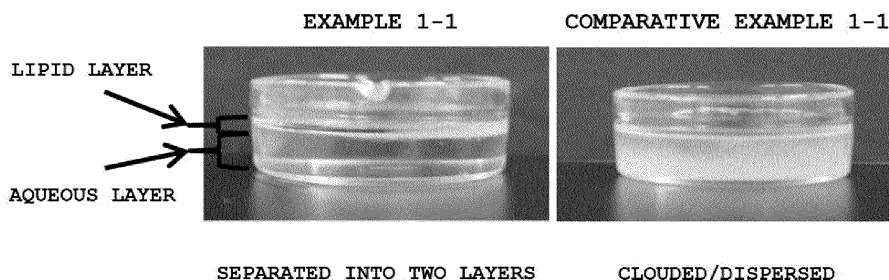 EXAMPLE 1-1
COMPARATIVE EXAMPLE 1-1
LIPID LAYER
AQUEOUS LAYER
SEPARATED INTO TWO LAYERS
CLOUDED/DISPERSED